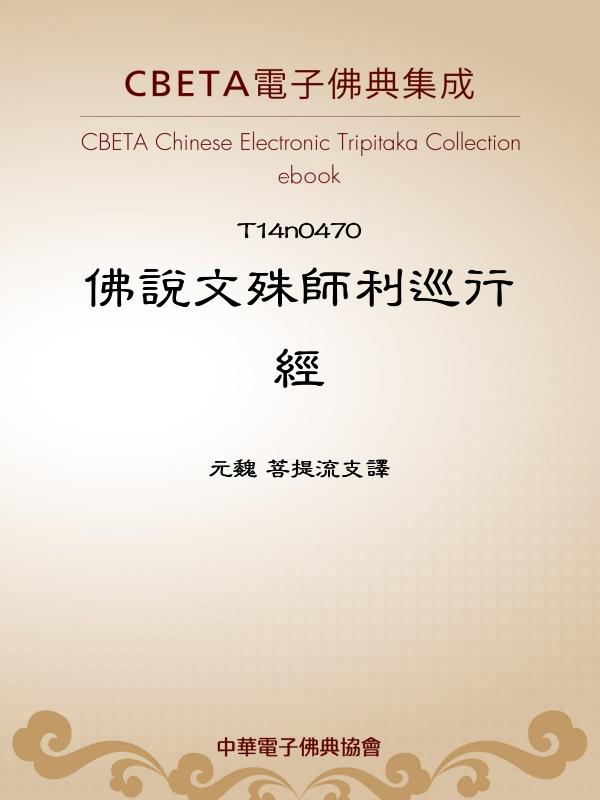 CBETA電子佛典集成
CBETA Chinese Electronic Tripitaka Collection
ebook
T14n0470
佛說文殊師利巡行
經
元魏 菩提流支譯
中華電子佛典協會